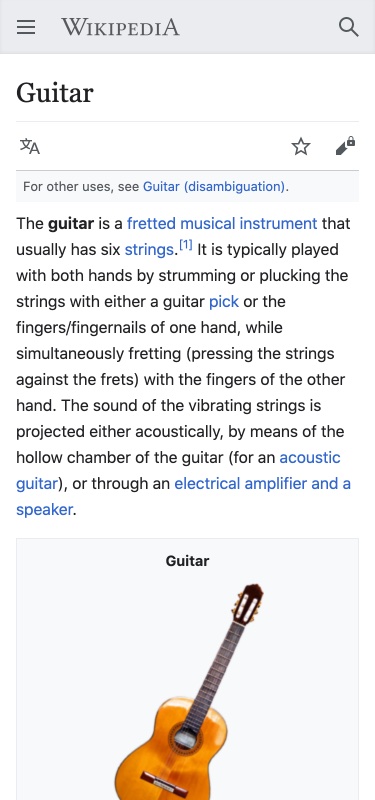 WIKIPEDIA
Guitar
For other uses, see Guitar (disambiguation).
The guitar is a fretted musical instrument that
usually has six strings.[1] It is typically played
with both hands by strumming or plucking the
strings with either a guitar pick or the
fingers/fingernails of one hand, while
simultaneously fretting (pressing the strings
against the frets) with the fingers of the other
hand. The sound of the vibrating strings is
projected either acoustically, by means of the
hollow chamber of the guitar (for an acoustic
guitar), or through an electrical amplifier and a
speaker.
Guitar